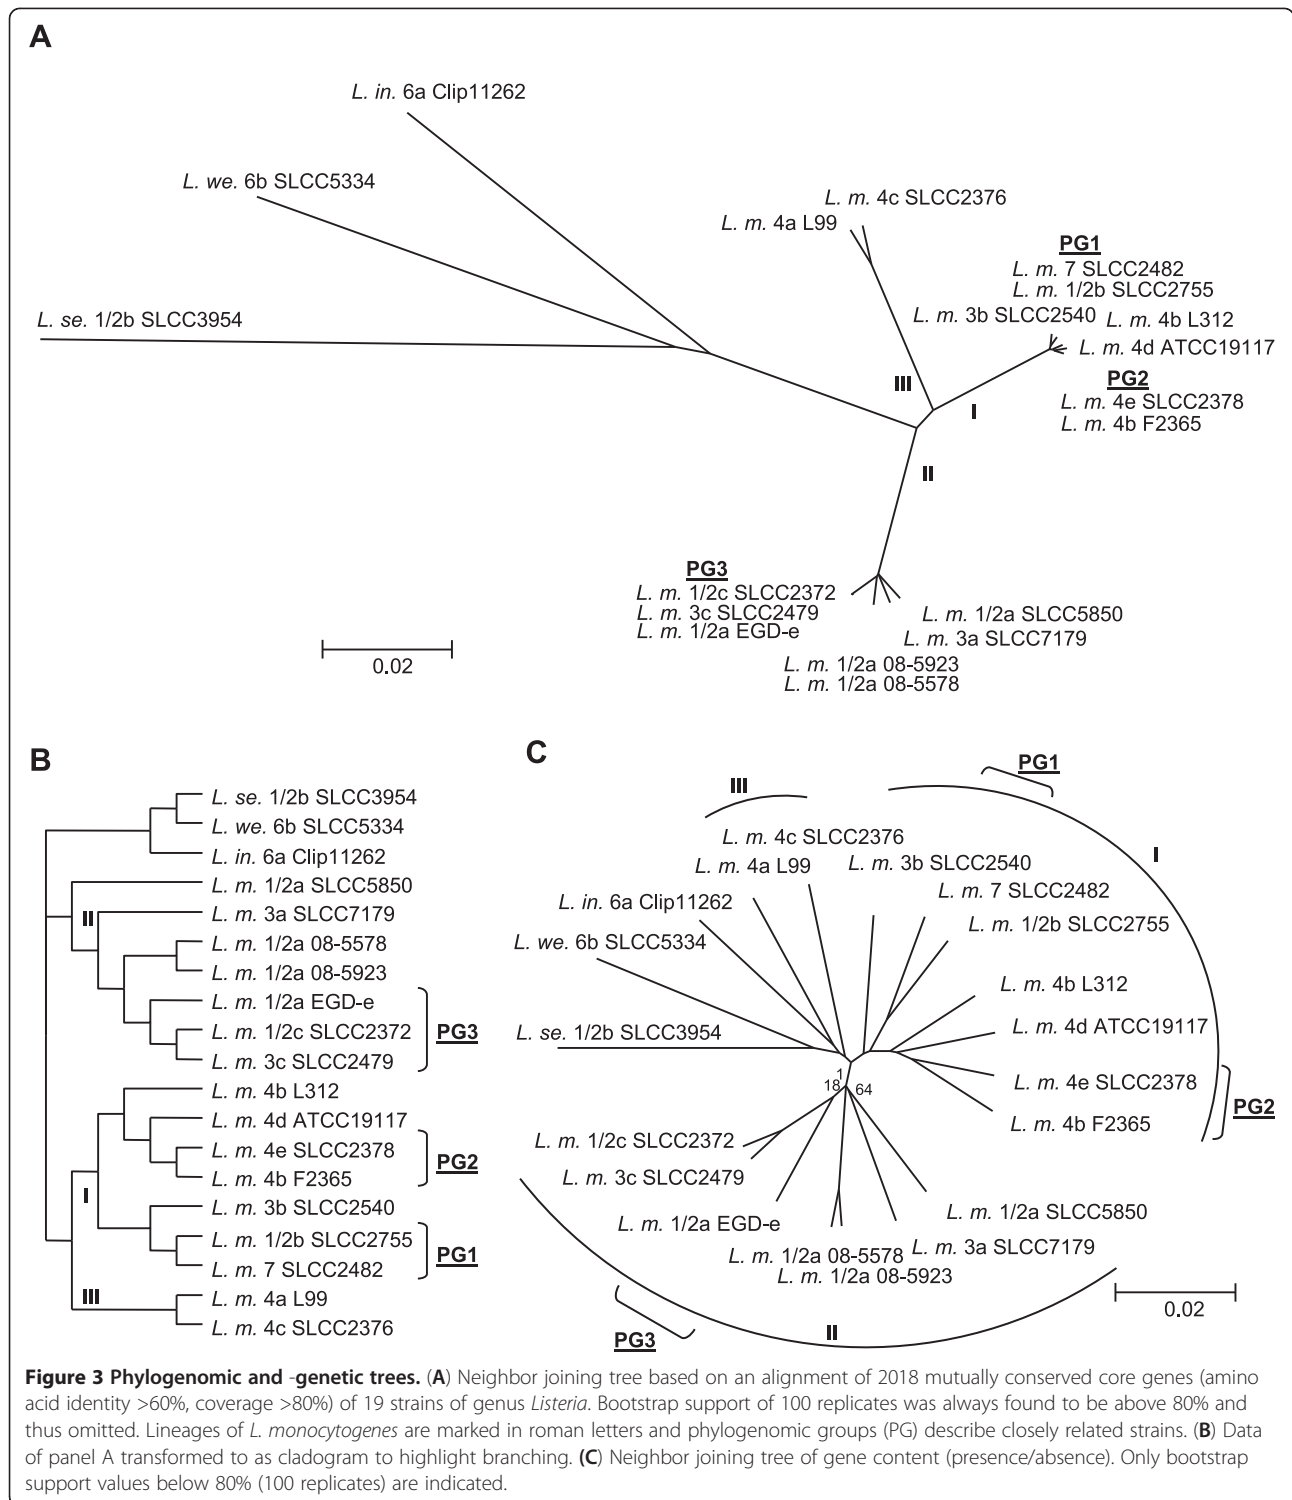 A
L. in. 6a Clip11262
L. we. 6b SLCC5334
L. se. 1/2b SLCC3954
L. m. 4c SLCC2376
L. m. 4a L99
PG1
L. m. 7 SLCC2482
L. m. 1/2b SLCC2755
L. m. 3b SLCC2540
L. m. 4b L312
L. m. 4d ATCC19117
PG2
L. m. 4e SLCC2378
L. m. 4b F2365
III
I
II
PG3
L. m. 1/2c SLCC2372
L. m. 3c SLCC2479
L. m. 1/2a EGD-e
L. m. 1/2a SLCC5850
L. m. 3a SLCC7179
L. m. 1/2a 08-5923
L. m. 1/2a 08-5578
0.02
B
L. se. 1/2b SLCC3954
L. we. 6b SLCC5334
L. in. 6a Clip11262
L. m. 1/2a SLCC5850
II
L. m. 3a SLCC7179
L. m. 1/2a 08-5578
L. m. 1/2a 08-5923
L. m. 1/2a EGD-e
L. m. 1/2c SLCC2372
PG3
L. m. 3c SLCC2479
L. m. 4b L312
L. m. 4d ATCC19117
L. m. 4e SLCC2378
PG2
L. m. 4b F2365
I
L. m. 3b SLCC2540
L. m. 1/2b SLCC2755
PG1
L. m. 7 SLCC2482
III
L. m. 4a L99
L. m. 4c SLCC2376
C
PG1
III
I
L. m. 4c SLCC2376
L. m. 4a L99
L. m. 3b SLCC2540
L. m. 7 SLCC2482
L. in. 6a Clip11262
L. m. 1/2b SLCC2755
L. we. 6b SLCC5334
L. m. 4b L312
L. se. 1/2b SLCC3954
L. m. 4d ATCC19117
1
18 64
L. m. 4e SLCC2378
PG2
L. m. 4b F2365
L. m. 1/2c SLCC2372
L. m. 3c SLCC2479
L. m. 1/2a EGD-e
L. m. 1/2a SLCC5850
L. m. 1/2a 08-5578
L. m. 3a SLCC7179
L. m. 1/2a 08-5923
0.02
PG3
II
Figure 3 Phylogenomic and -genetic trees. (A) Neighbor joining tree based on an alignment of 2018 mutually conserved core genes (amino
acid identity >60%, coverage >80%) of 19 strains of genus Listeria. Bootstrap support of 100 replicates was always found to be above 80% and
thus omitted. Lineages of L. monocytogenes are marked in roman letters and phylogenomic groups (PG) describe closely related strains. (B) Data
of panel A transformed to as cladogram to highlight branching. (C) Neighbor joining tree of gene content (presence/absence). Only bootstrap
support values below 80% (100 replicates) are indicated.